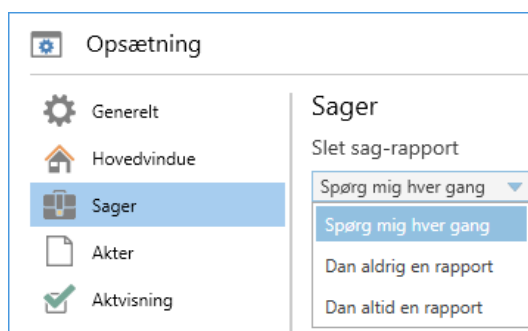 Opsætning
Generelt
Hovedvindue
Sager
Akter
Aktvisning
Sager
Slet sag-rapport
Spørg mig hver gang
Spørg mig hver gang
Dan aldrig en rapport
Dan altid en rapport